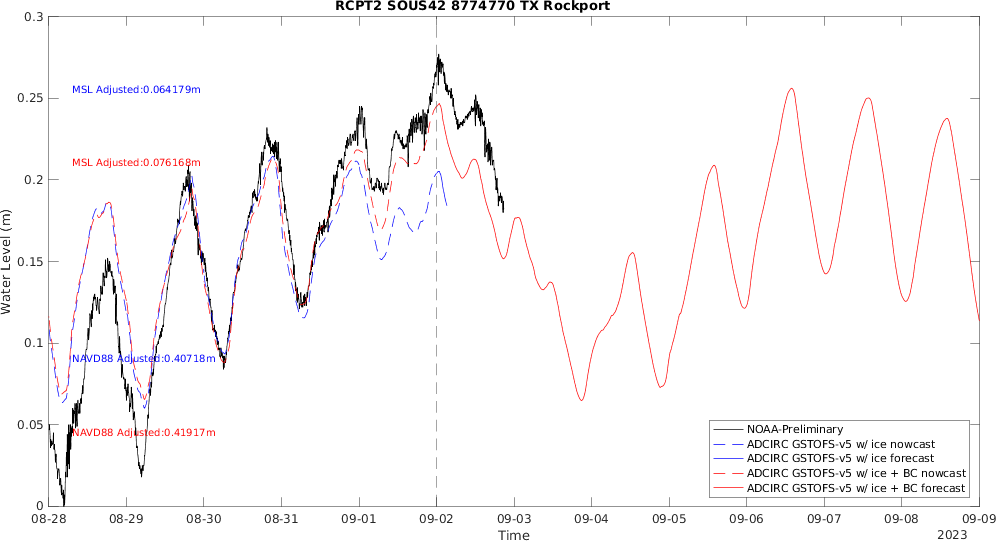 RCPT2 SOUS42 8774770 TX Rockport
0.3
0.25
0.2
0.15
0.1
0.05
0
Water Level (m)
MSL Adjusted:0.064179m
MSL Adjusted:0.076168m
NAVD88 Adjusted:0.40718m
NAVD88 Adjusted:0.41917m
NOAA-Preliminary
ADCIRC GSTOFS-v5 w/ ice nowcast
ADCIRC GSTOFS-v5 w/ ice forecast
ADCIRC GSTOFS-v5 w/ ice + BC nowcast
ADCIRC GSTOFS-v5 w/ ice + BC forecast
08-28 08-29 08-30 08-31 09-01 09-02 09-03 09-04 09-05 09-06 09-07 09-08 09-09
Time
2023